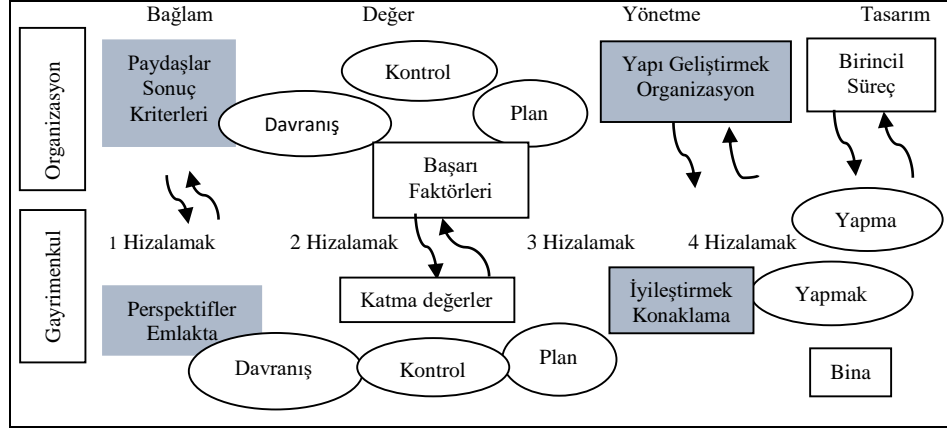 Bağlam Değer Yönetme Tasarım
Organizasyon
Paydaşlar
Sonuç
Kriterleri
Davranış
Kontrol
Plan
Başarı
Faktörleri
Yapı Geliştirmek
Organizasyon
Birincil
Süreç
Yapma
1 Hizalamak 2 Hizalamak 3 Hizalamak 4 Hizalamak
Gayrimenkul
Perspektifler
Emlakta
Katma değerler
İyileştirmek
Konaklama
Yapmak
Davranış
Kontrol
Plan
Bina